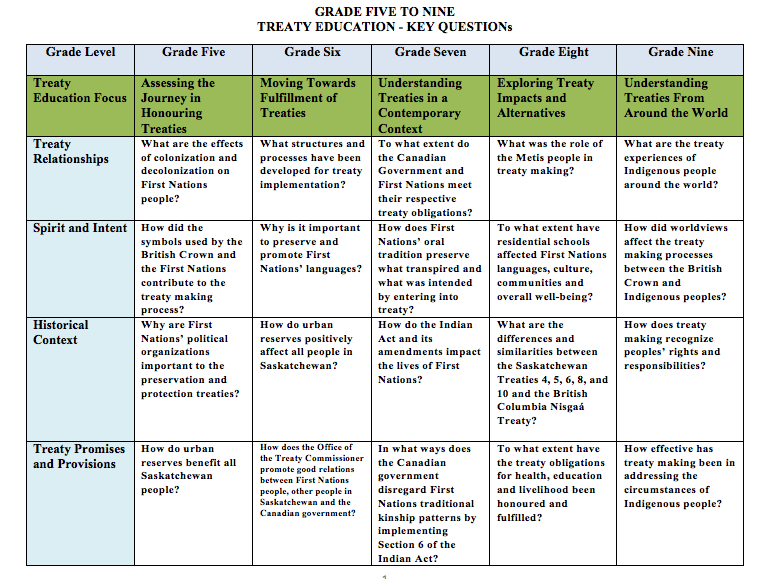 GRADE FIVE TO NINE
TREATY EDUCATION - KEY QUESTIONs
Grade Level
Grade Five
Grade Six
Grade Seven
Grade Eight
Grade Nine
Treaty
Education Focus
Assessing the
Journey in
Honouring
Treaties
Moving Towards
Fulfillment of
Treaties
Understanding
Treaties in a
Contemporary
Context
Exploring Treaty
Impacts and
Alternatives
Understanding
Treaties From
Around the World
Treaty
Relationships
What are the effects
of colonization and
decolonization on
First Nations
people?
What structures and
processes have been
developed for treaty
implementation?
To what extent do
the Canadian
Government and
First Nations meet
their respective
treaty obligations?
What was the role of
the Metis people in
treaty making?
What are the treaty
experiences of
Indigenous people
around the world?
Spirit and Intent
How did the
symbols used by the
British Crown and
the First Nations
contribute to the
treaty making
process?
Why is it important
to preserve and
promote First
Nations' languages?
How does First
Nations' oral
tradition preserve
what transpired and
what was intended
by entering into
treaty?
To what extent have
residential schools
affected First Nations
languages, culture,
communities and
overall well-being?
How did worldviews
affect the treaty
making processes
between the British
Crown and
Indigenous peoples?
Historical
Context
Why are First
Nations' political
organizations
important to the
preservation and
protection treaties?
How do urban
reserves positively
affect all people in
Saskatchewan?
How do the Indian
Act and its
amendments impact
the lives of First
Nations?
What are the
differences and
similarities between
the Saskatchewan
Treaties 4, 5, 6, 8, and
10 and the British
Columbia Nisgaá
Treaty?
How does treaty
making recognize
peoples' rights and
responsibilities?
Treaty Promises
and Provisions
How do urban
reserves benefit all
Saskatchewan
people?
How does the Office of
the Treaty Commissioner
promote good relations
between First Nations
people, other people in
Saskatchewan and the
Canadian government?
In what ways does
the Canadian
government
disregard First
Nations traditional
kinship patterns by
implementing
Section 6 of the
Indian Act?
To what extent have
the treaty obligations
for health, education
and livelihood been
honoured and
fulfilled?
How effective has
treaty making been in
addressing the
circumstances of
Indigenous people?